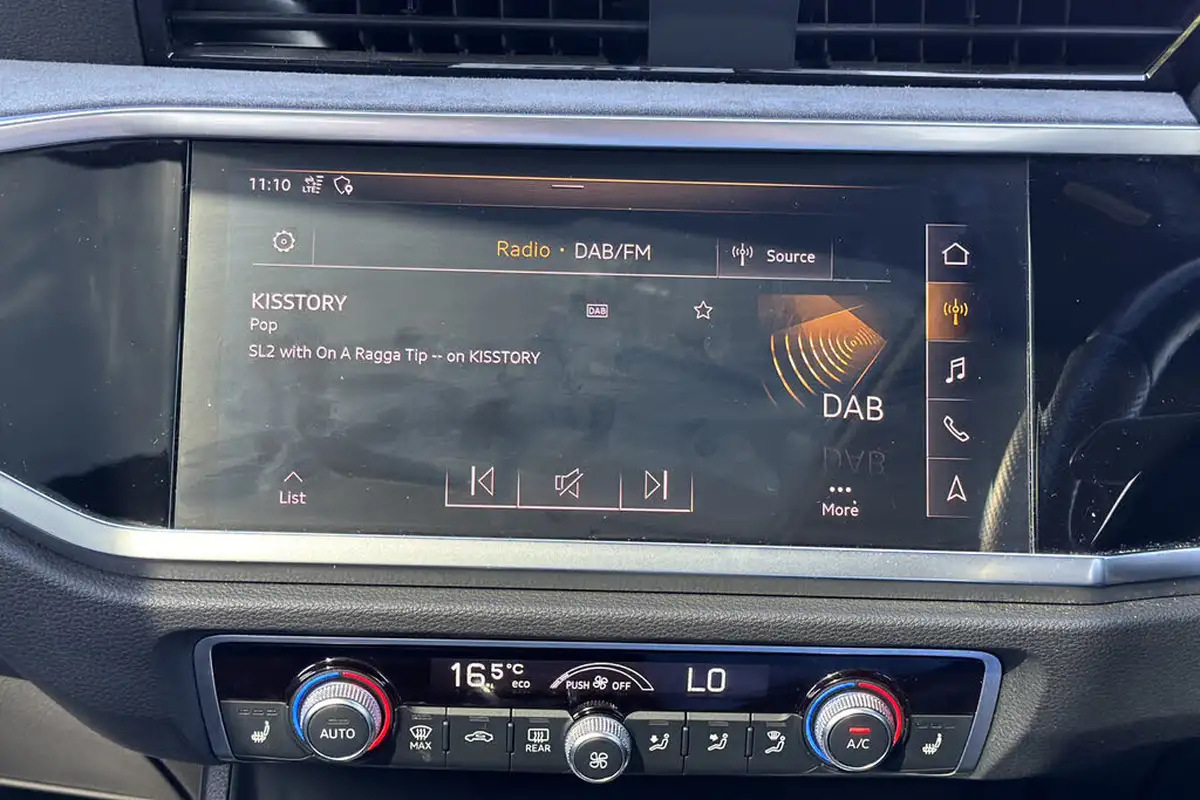 11:10 LTE
Radio · DAB/FM
Source
KISSTORY
DAB
Pop
SL2 with On A Ragga Tip -- on KISSTORY
DAB
List
More
16.5°C
eco
PUSH OFF
LO
AUTO
MAX
REAR
A/C